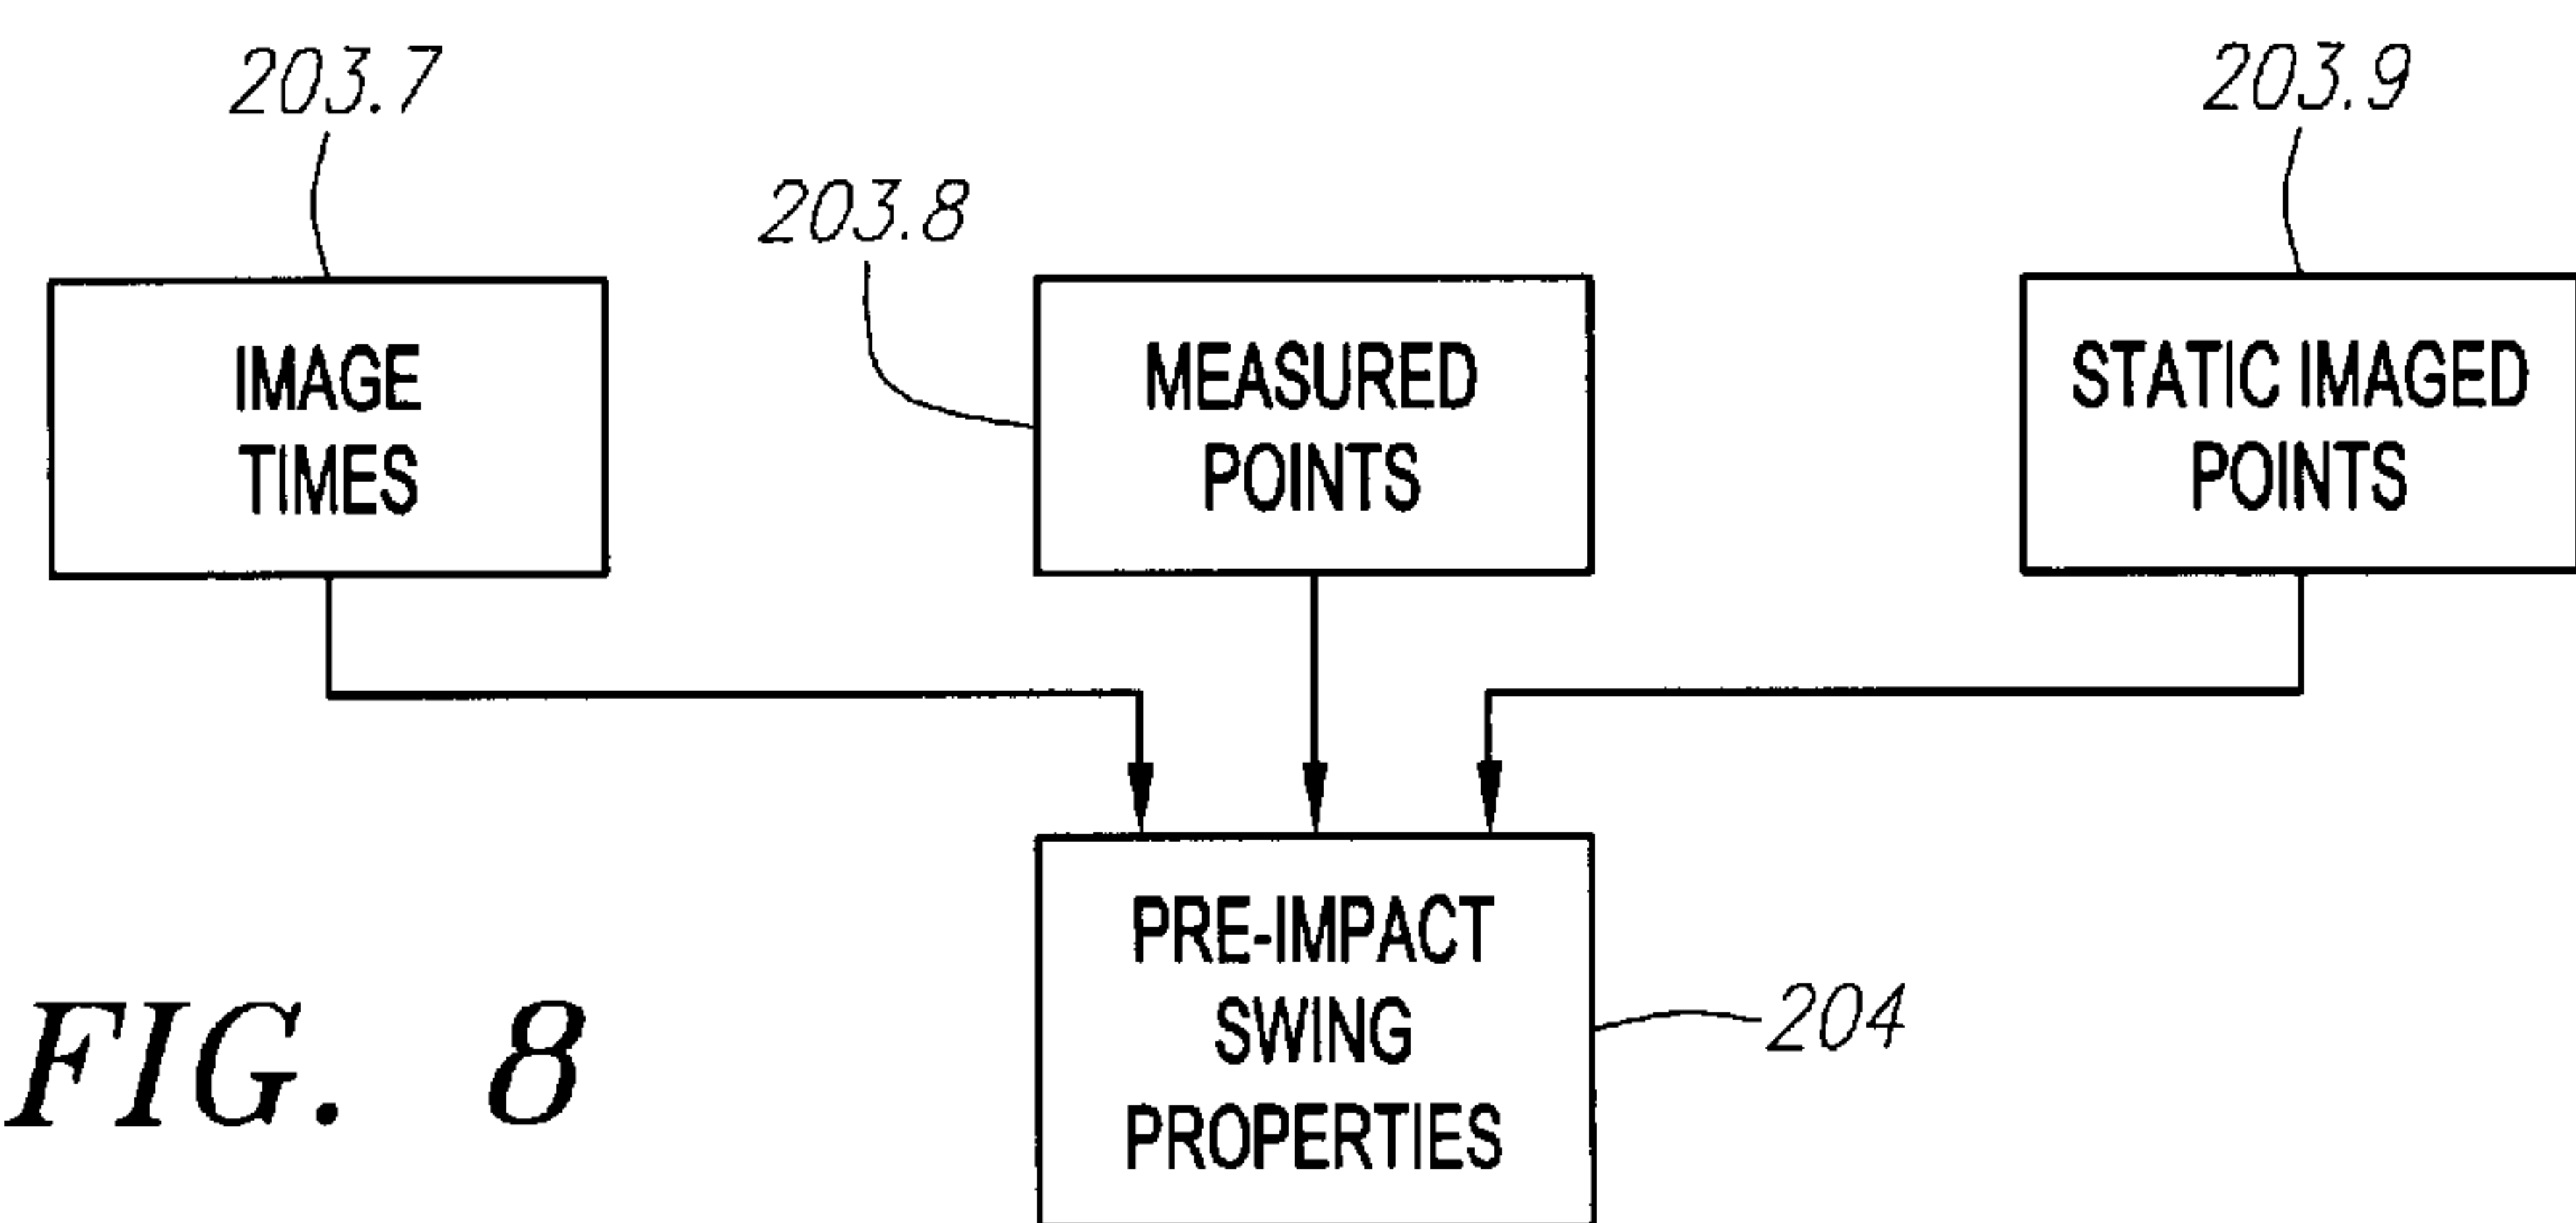 203.7
203.9
203.8
IMAGE
TIMES
MEASURED
POINTS
STATIC IMAGED
POINTS
PRE-IMPACT
SWING
PROPERTIES
204
FIG. 8